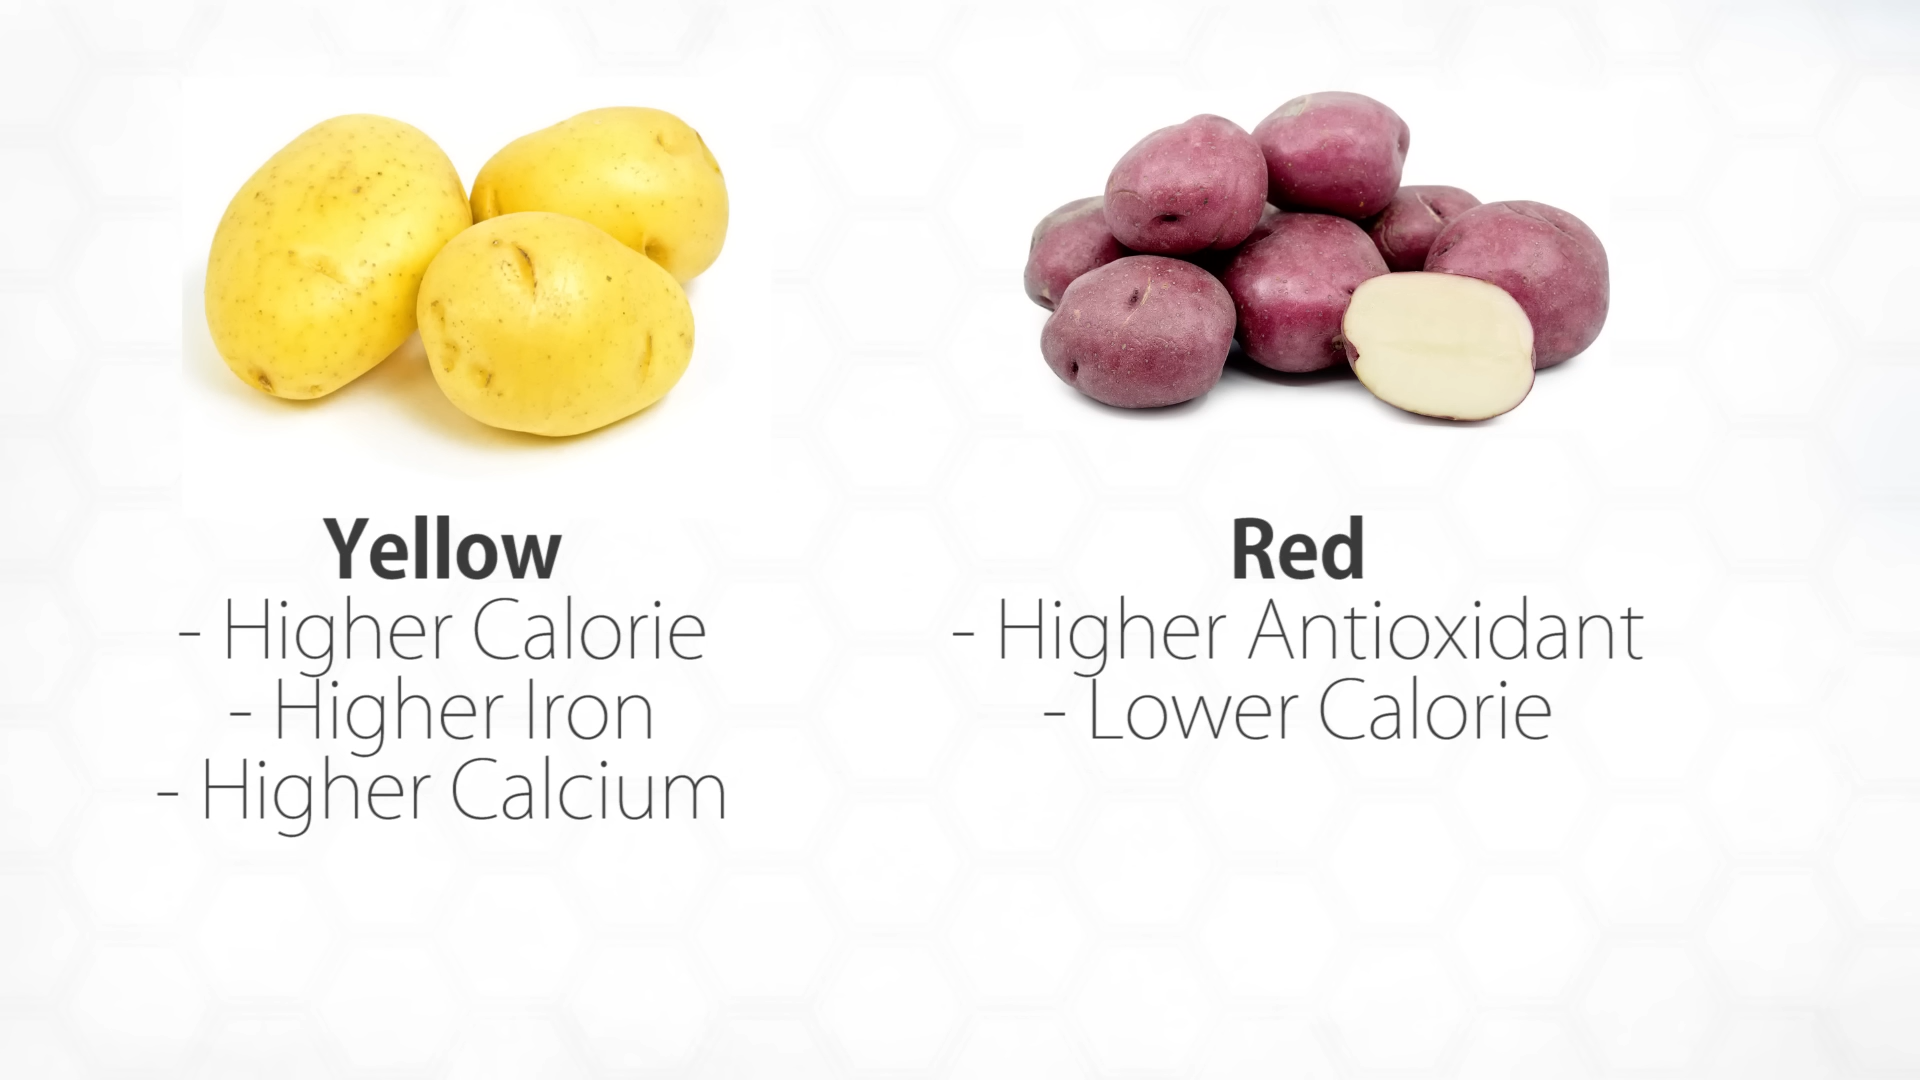 Yellow
- Higher Calorie
- Higher Iron
- Higher Calcium
Red
- Higher Antioxidant
- Lower Calorie